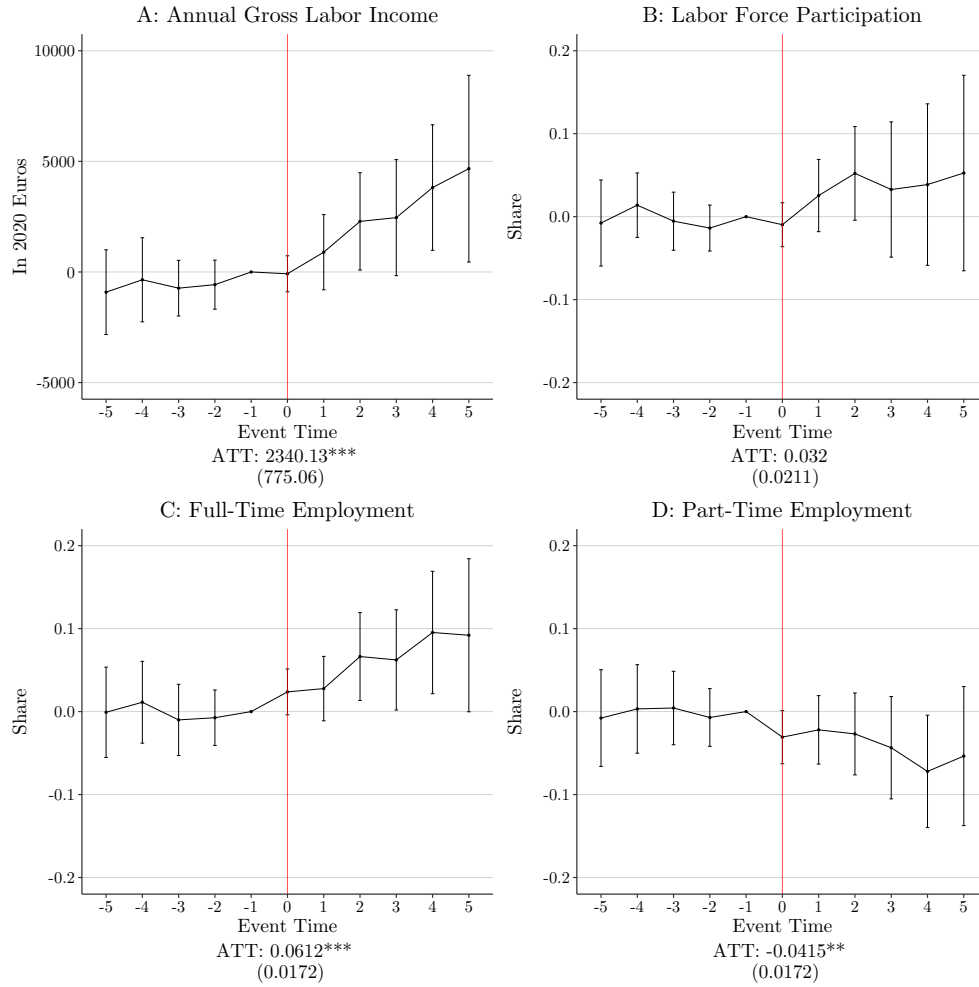 A: Annual Gross Labor Income
10000
5000
0
-5000
In 2020 Euros
-5 -4 -3 -2 -1 0 1 2 3 4 5
Event Time
ATT: 2340.13***
(775.06)
B: Labor Force Participation
0.2
0.1
0.0
-0.1
-0.2
Share
-5 -4 -3 -2 -1 0 1 2 3 4 5
Event Time
ATT: 0.032
(0.0211)
C: Full-Time Employment
0.2
0.1
0.0
-0.1
-0.2
Share
-5 -4 -3 -2 -1 0 1 2 3 4 5
Event Time
ATT: 0.0612***
(0.0172)
D: Part-Time Employment
0.2
0.1
0.0
-0.1
-0.2
Share
-5 -4 -3 -2 -1 0 1 2 3 4 5
Event Time
ATT: -0.0415**
(0.0172)